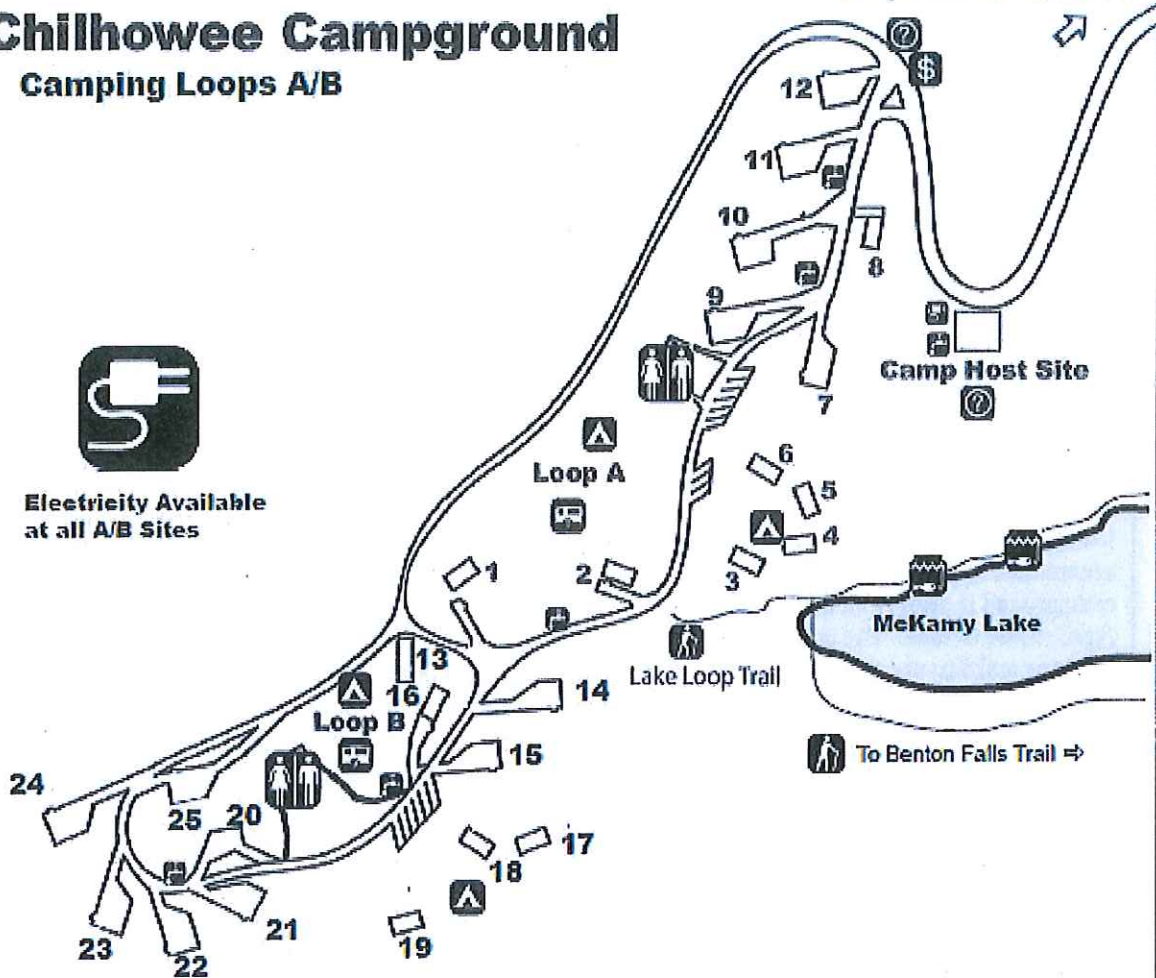 Chilhowee Campground
Camping Loops A/B
?
$
12
11
10
8
9
Camp Host Site
?
7
Electricity Available
at all A/B Sites
Loop A
6
5
4
3
1
2
McKamy Lake
Lake Loop Trail
13
16
14
Loop B
15
To Benton Falls Trail ⇨
24
25
20
17
18
21
23
22
19